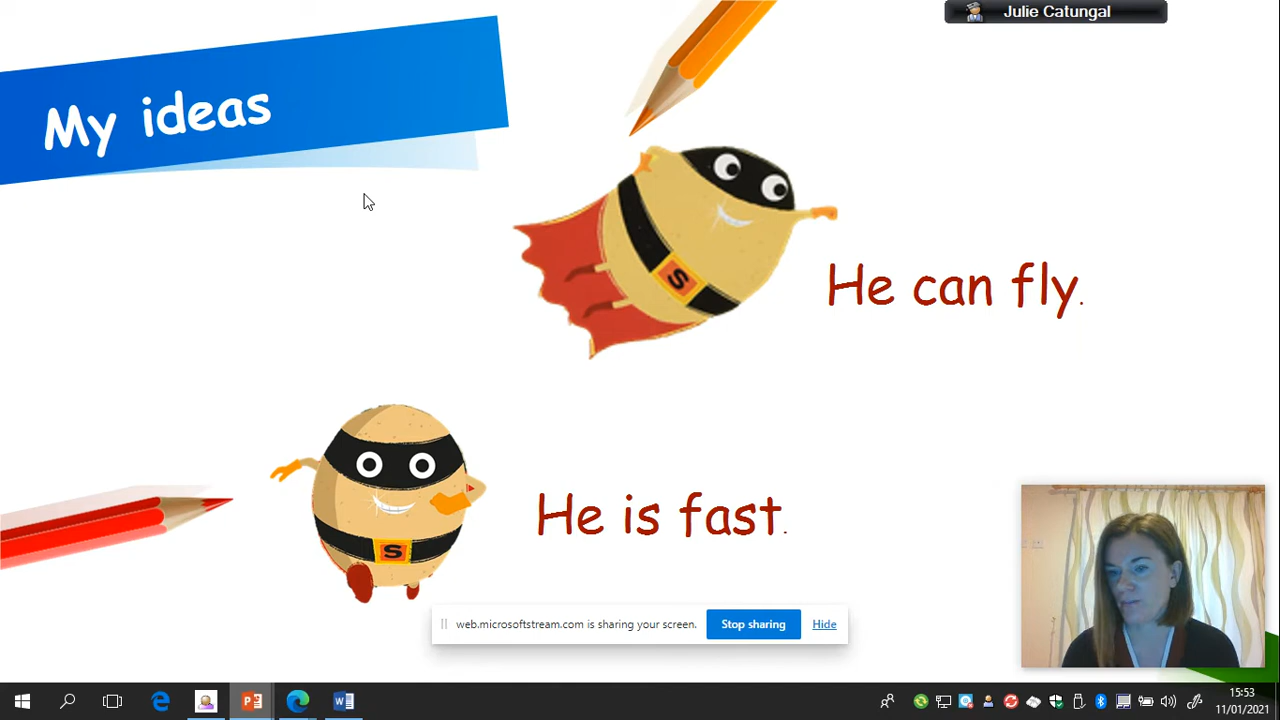 Julie Catungal
My ideas
S
He can fly.
S
He is fast.
web.microsoftstream.com is sharing your screen. Stop sharing Hide
15:53
11/01/2021